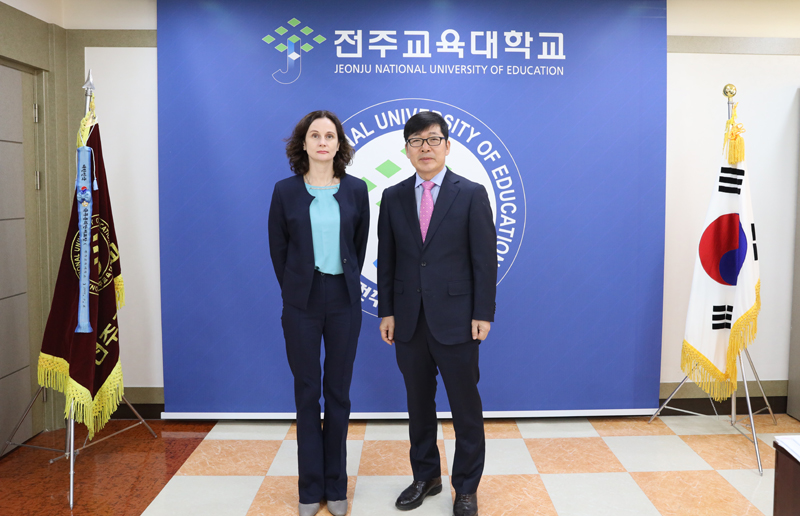 전주교육대학교
JEONJU NATIONAL UNIVERSITY OF EDUCATION
NAL UNIVERSITY OF EDUCATION